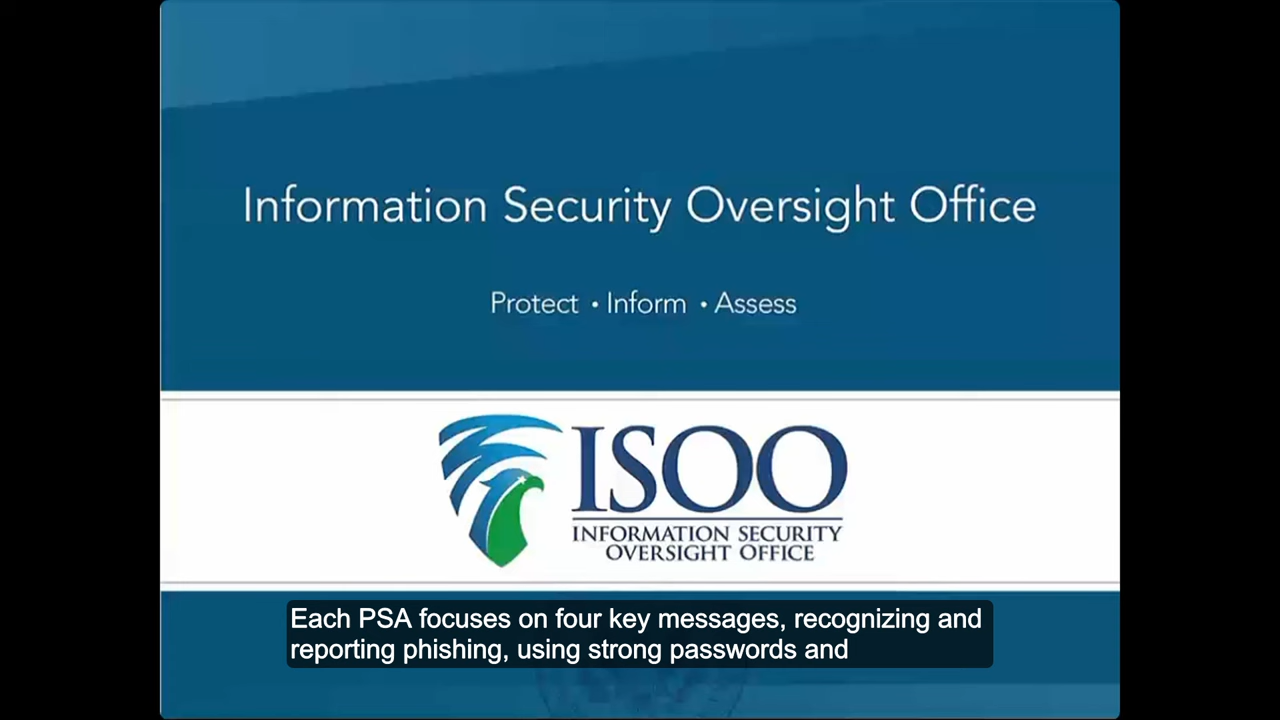 Information Security Oversight Office
Protect • Inform • Assess
ISOO
INFORMATION SECURITY
OVERSIGHT OFFICE
Each PSA focuses on four key messages, recognizing and
reporting phishing, using strong passwords and